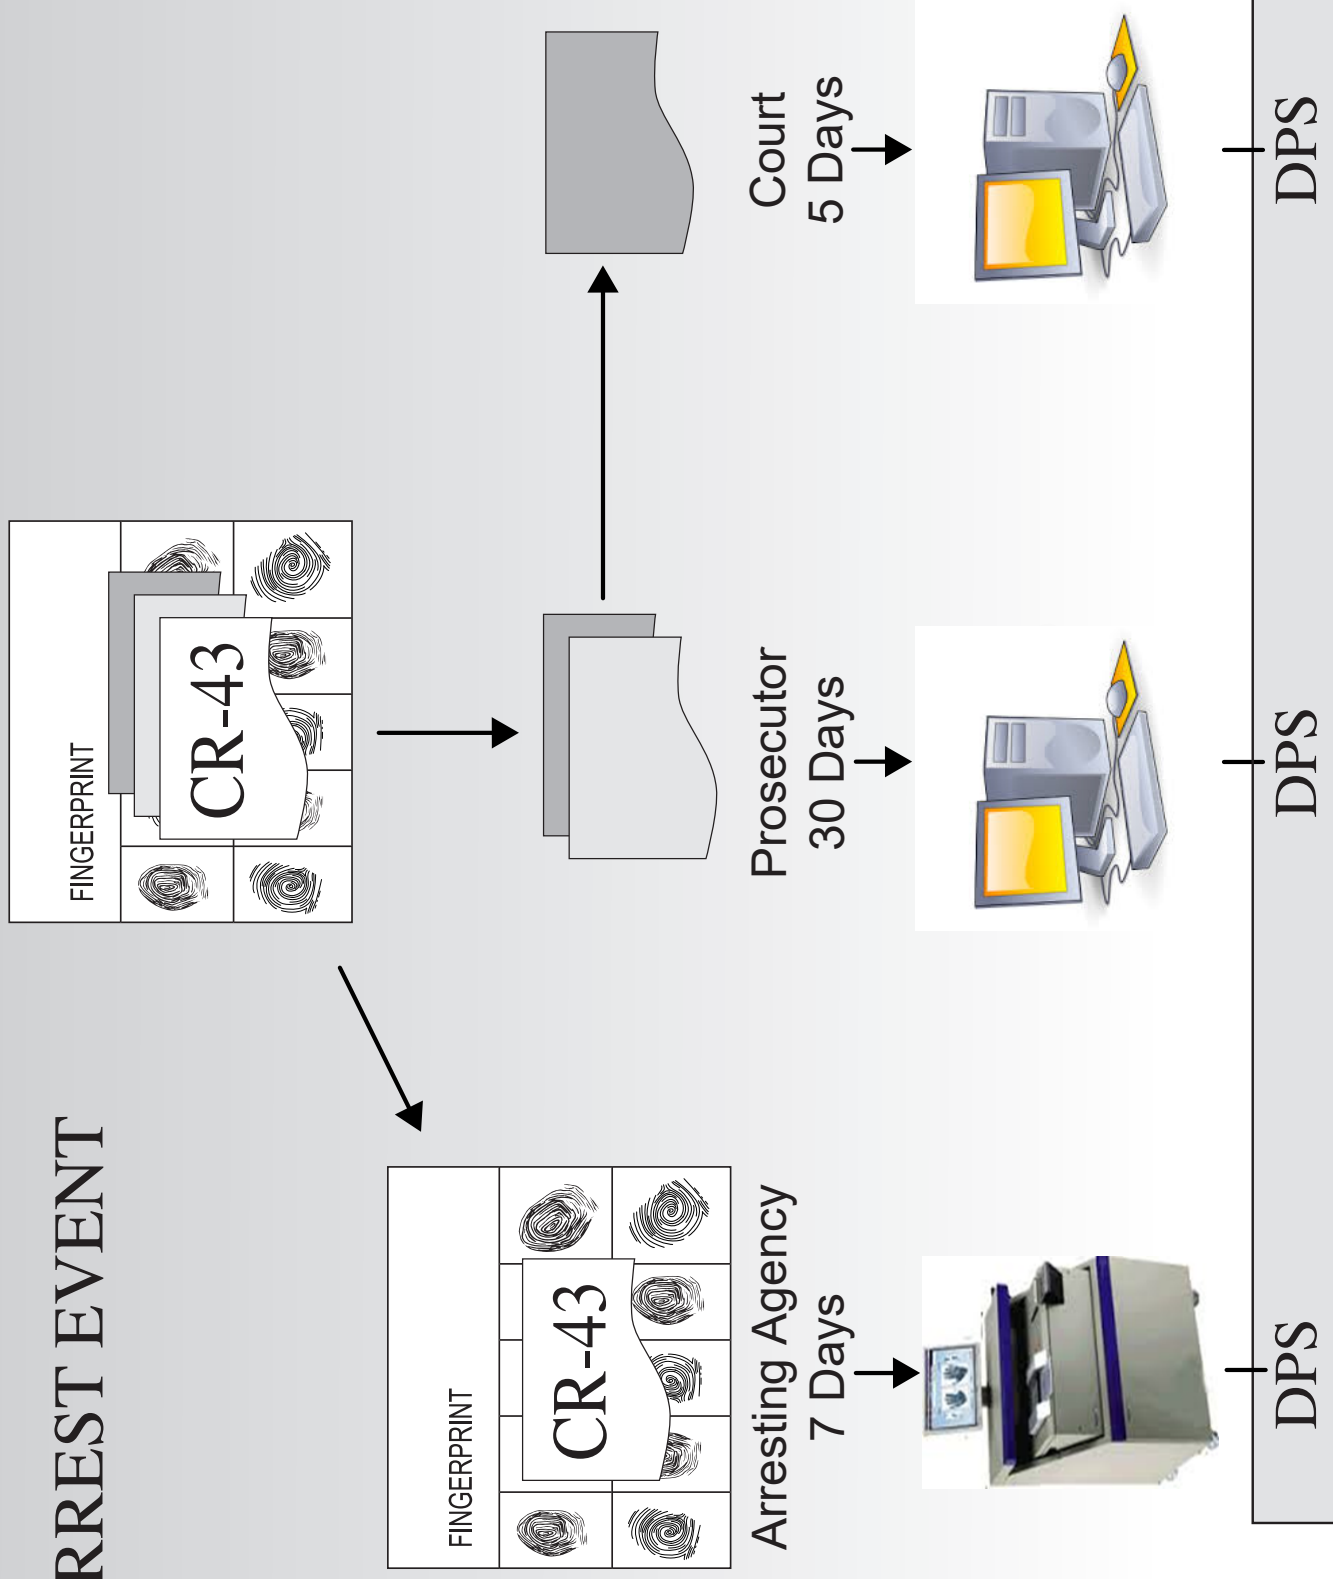 RREST EVENT
FINGERPRINT
CR-43
FINGERPRINT
CR-43
Arresting Agency
7 Days
Prosecutor
30 Days
Court
5 Days
DPS
DPS
DPS